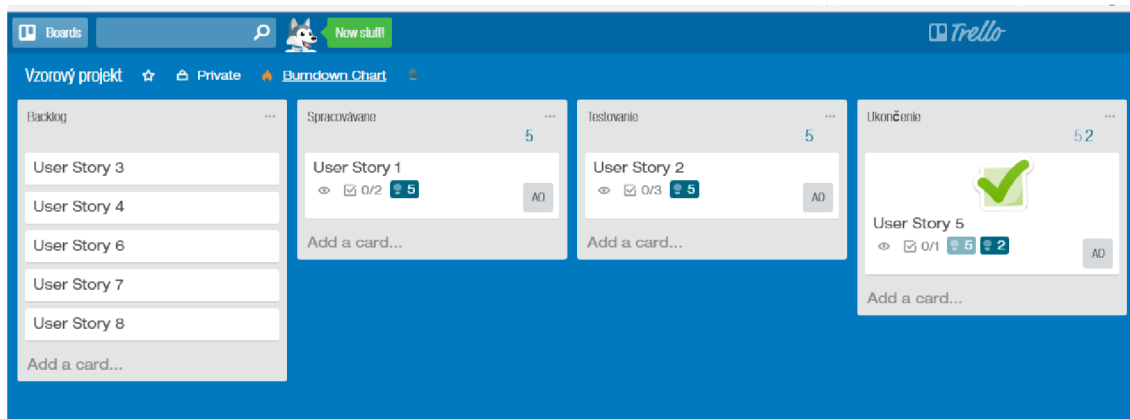 Boards
New stuff!
Trello
Vzorový projekt Private Burndown Chart
Backlog
User Story 3
User Story 4
User Story 6
User Story 7
User Story 8
Add a card...
Spracovávane
5
User Story 1
0/2 5
AO
Add a card...
Testovanie
5
User Story 2
0/3 5
AO
Add a card...
Ukončenie
5 2
User Story 5
0/1 5 2
AO
Add a card...